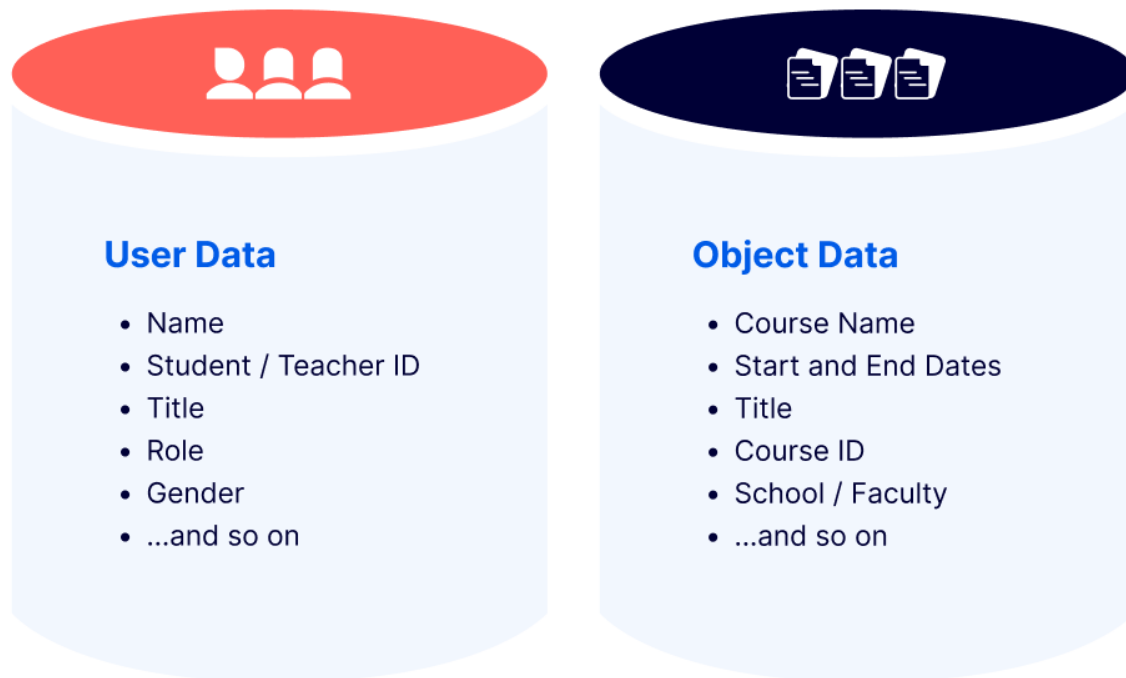 User Data
• Name
• Student / Teacher ID
• Title
• Role
• Gender
• ...and so on
Object Data
• Course Name
• Start and End Dates
• Title
• Course ID
• School / Faculty
• ...and so on